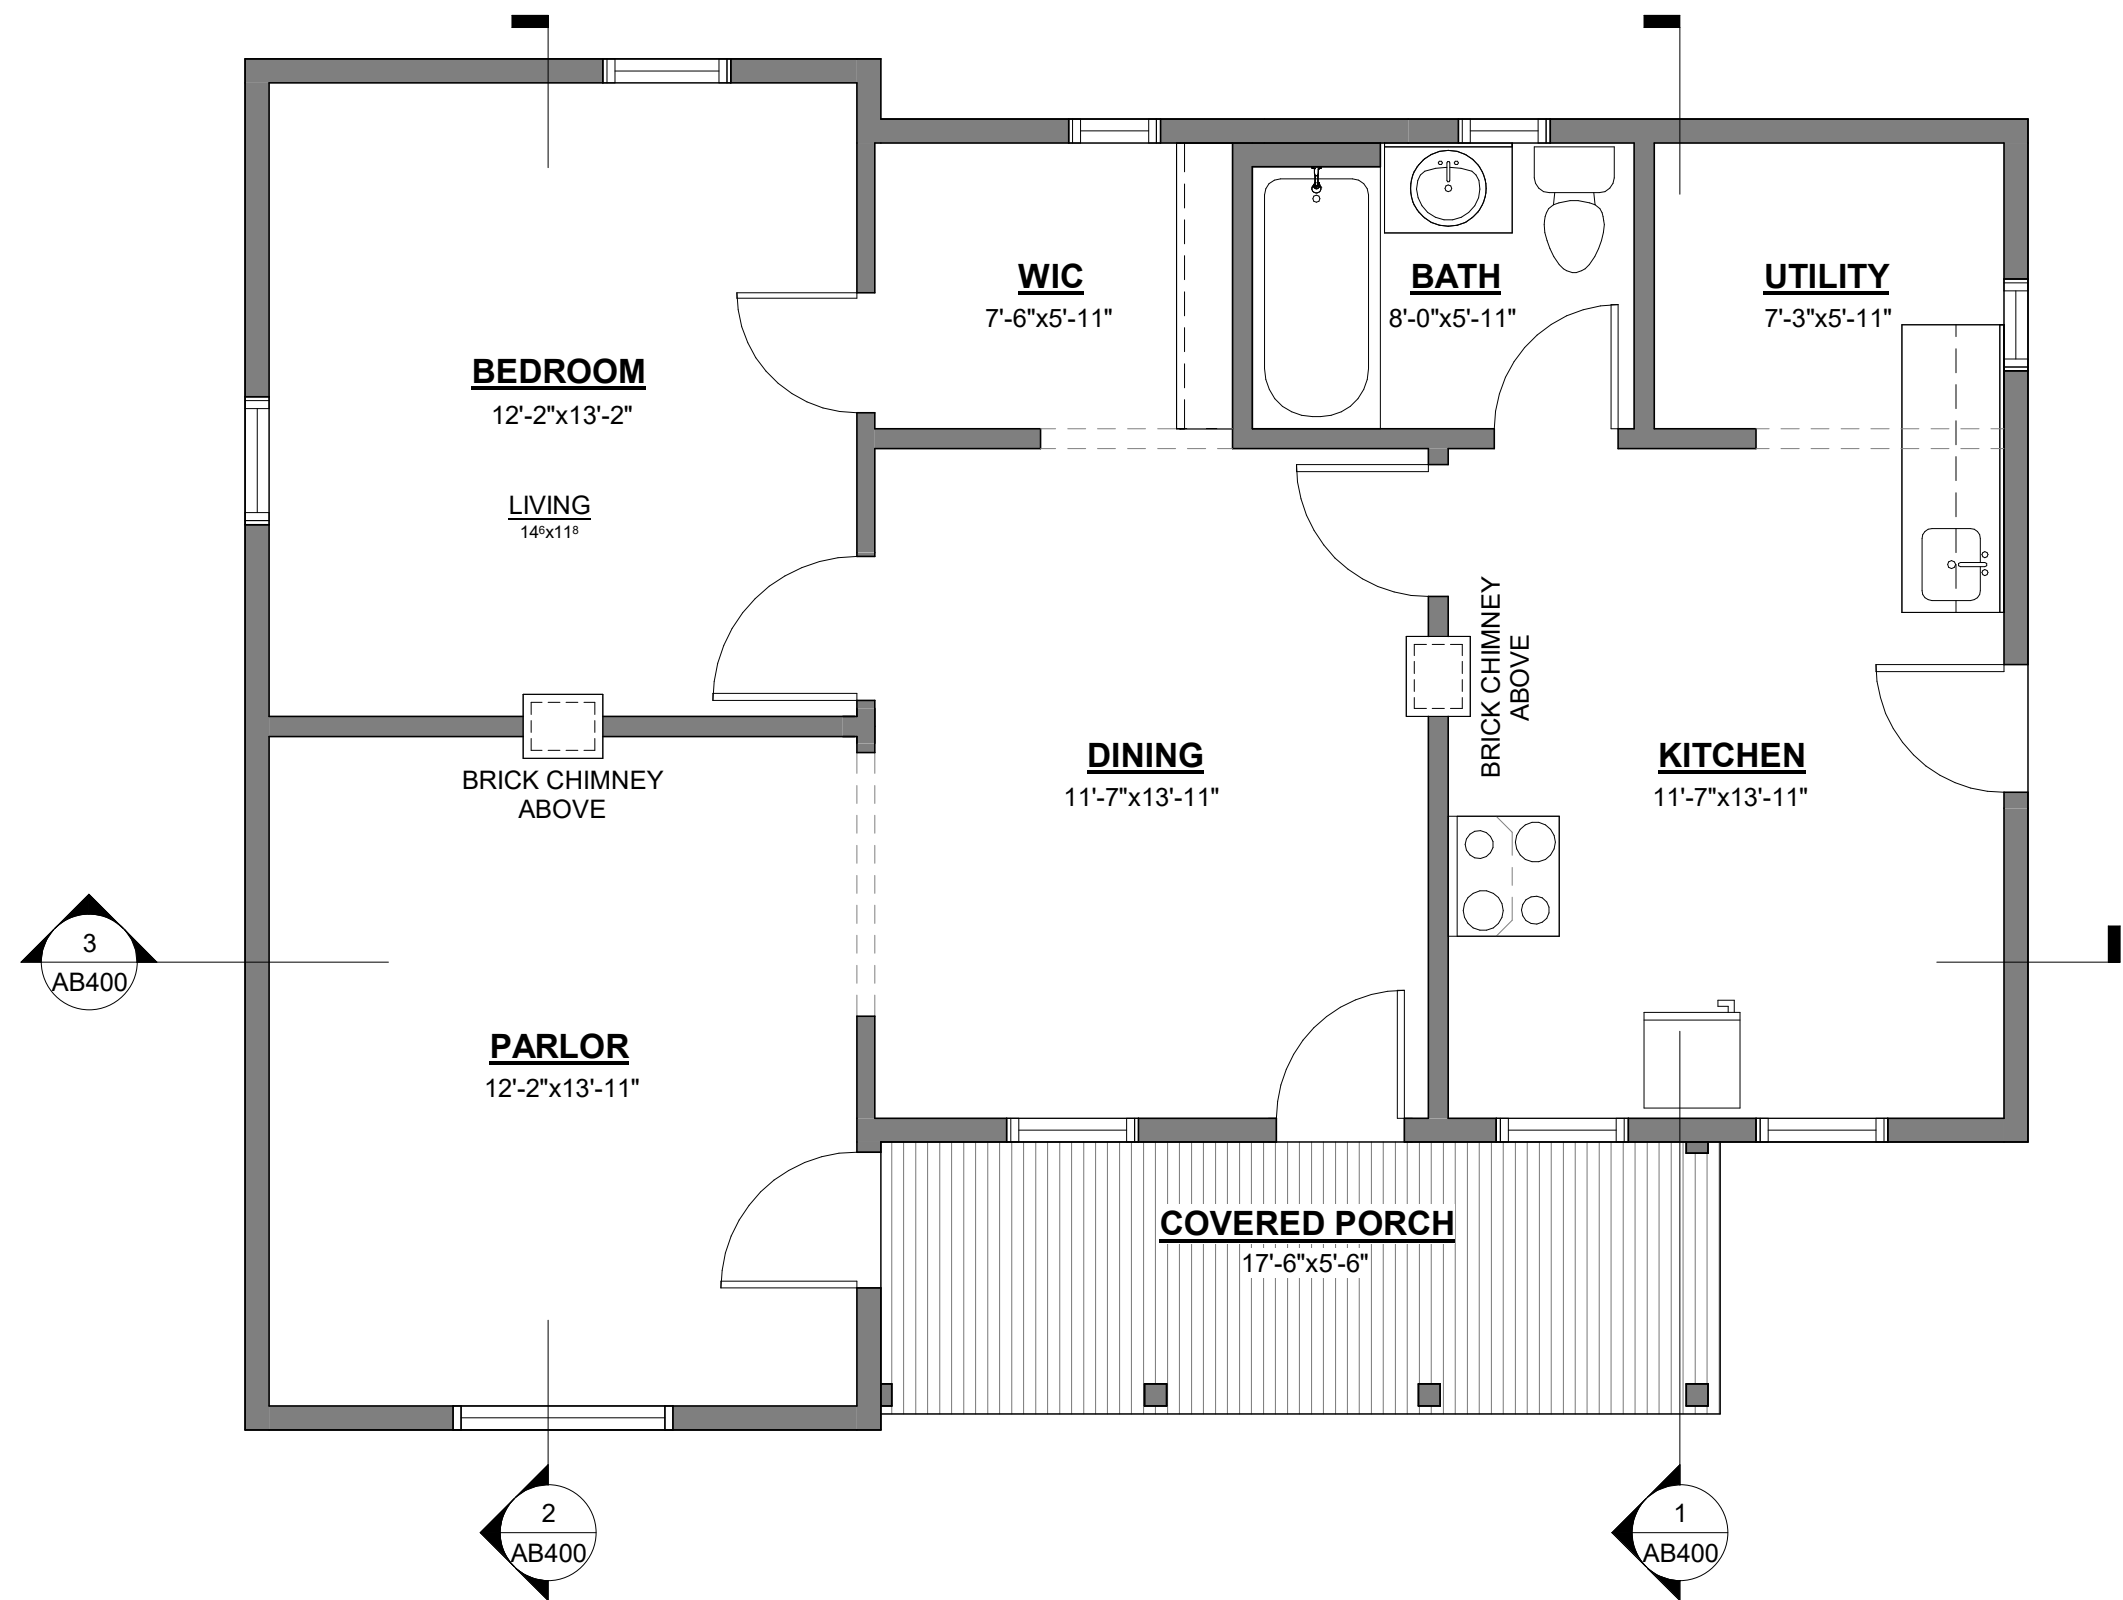 WIC
7'-6"x5'-11"
BATH
8'-0"x5'-11"
UTILITY
7'-3"x5'-11"
BEDROOM
12'-2"x13'-2"
LIVING
14⁶x11⁸
BRICK CHIMNEY
ABOVE
BRICK CHIMNEY
ABOVE
DINING
11'-7"x13'-11"
KITCHEN
11'-7"x13'-11"
3
AB400
PARLOR
12'-2"x13'-11"
COVERED PORCH
17'-6"x5'-6"
2
AB400
1
AB400